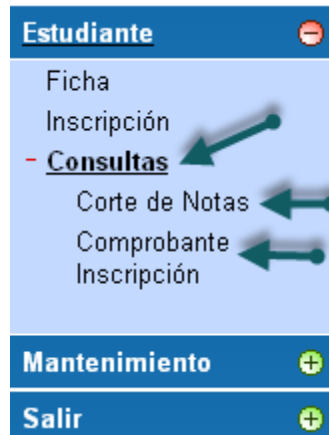 Estudiante
Ficha
Inscripción
- Consultas
Corte de Notas
Comprobante
Inscripción
Mantenimiento
Salir